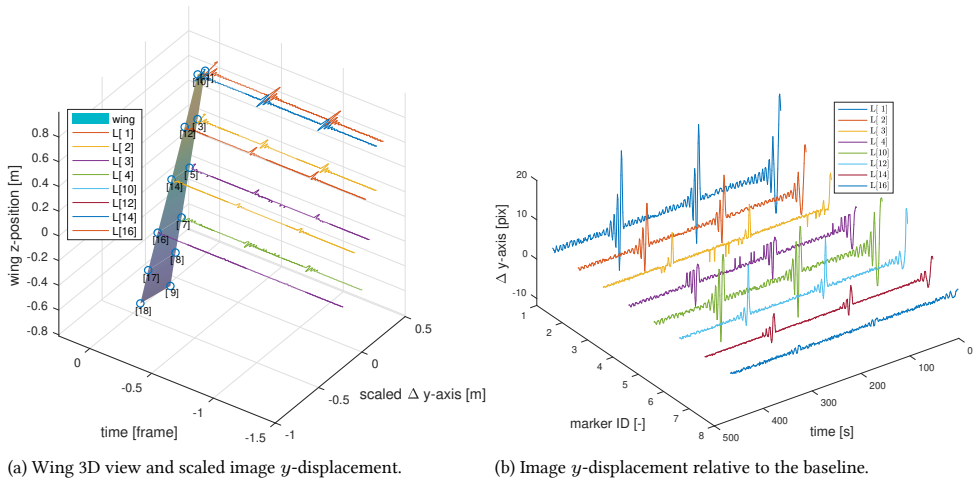 0.8
0.6
0.4
0.2
0
-0.2
-0.4
-0.6
-0.8
wing z-position [m]
wing
L[ 1]
L[ 2]
L[ 3]
L[ 4]
L[10]
L[12]
L[14]
L[16]
[10]
[3]
[12]
[5]
[14]
[7]
[16]
[8]
[17]
[9]
[18]
0
-0.5
-1
-1.5
time [frame]
-1
-0.5
0
0.5
scaled Δ y-axis [m]
(a) Wing 3D view and scaled image y-displacement.
20
10
0
-10
Δ y-axis [pix]
L[ 1]
L[ 2]
L[ 3]
L[ 4]
L[10]
L[12]
L[14]
L[16]
1
2
3
4
5
6
7
8
marker ID [-]
500
400
300
200
100
0
time [s]
(b) Image y-displacement relative to the baseline.